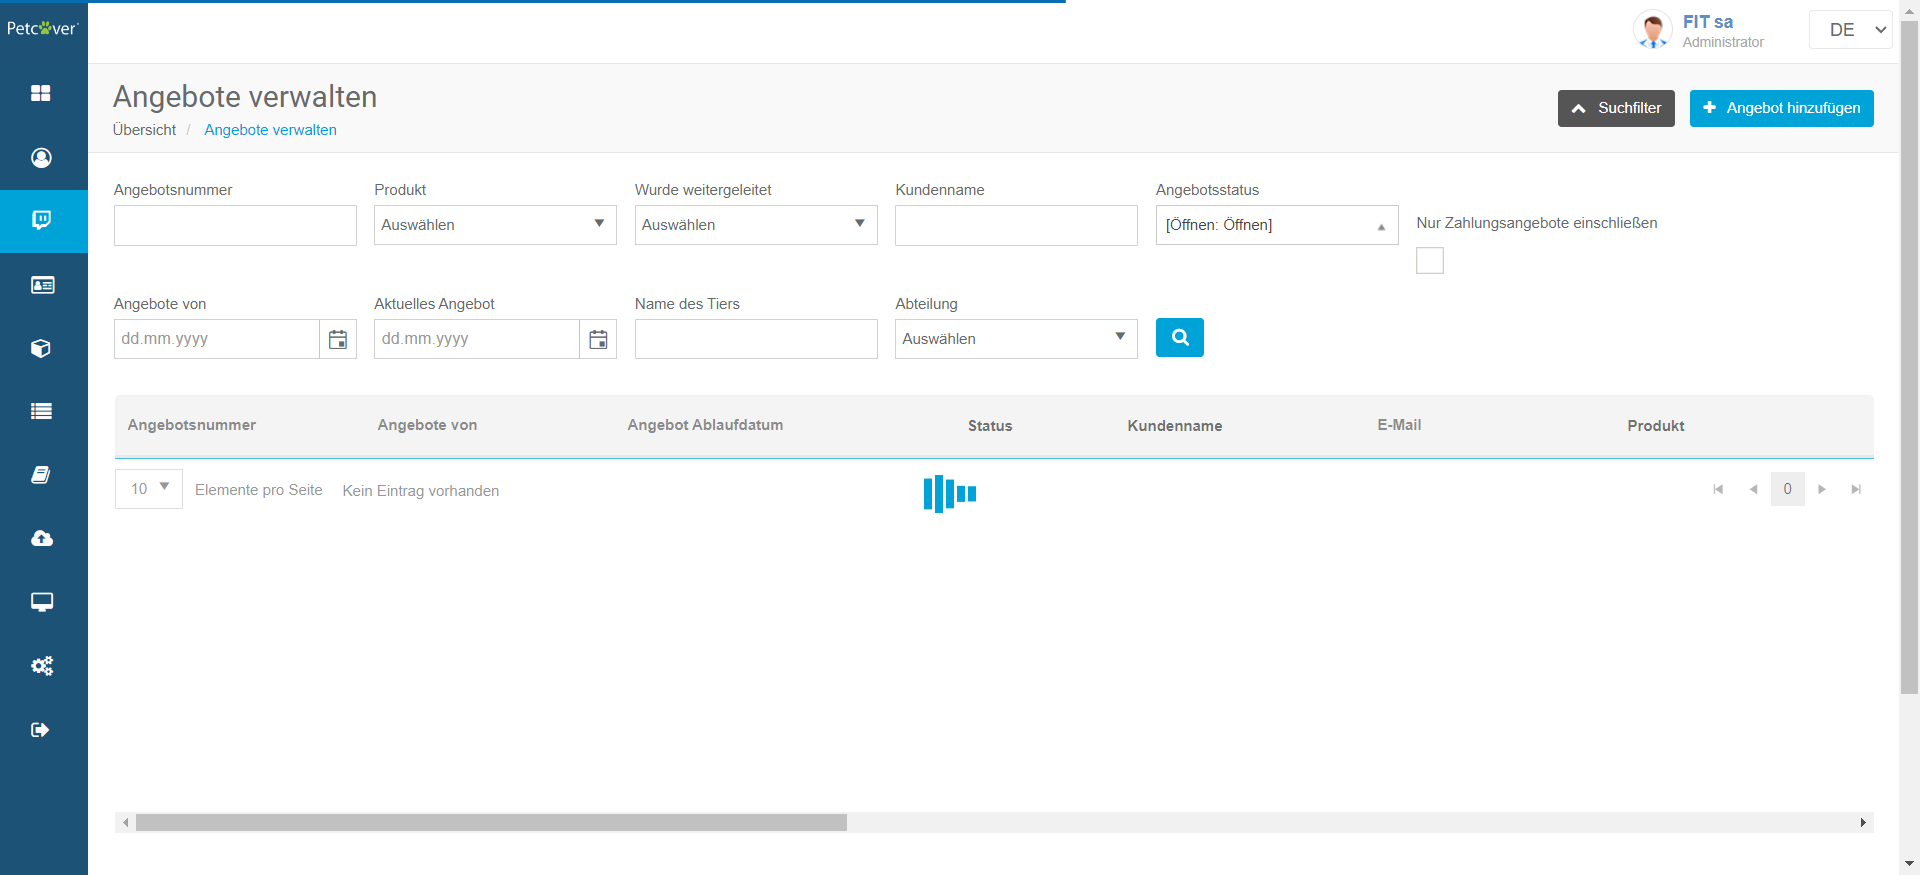 Petcover
FIT sa
Administrator
DE
Angebote verwalten
Übersicht / Angebote verwalten
Suchfilter
Angebot hinzufügen
Angebotsnummer
Produkt
Wurde weitergeleitet
Kundenname
Angebotsstatus
Auswählen
Auswählen
[Öffnen: Öffnen]
Nur Zahlungsangebote einschließen
Angebote von
Aktuelles Angebot
Name des Tiers
Abteilung
dd.mm.yyyy
dd.mm.yyyy
Auswählen
Angebotsnummer Angebote von Angebot Ablaufdatum Status Kundenname E-Mail Produkt
10 Elemente pro Seite Kein Eintrag vorhanden
0